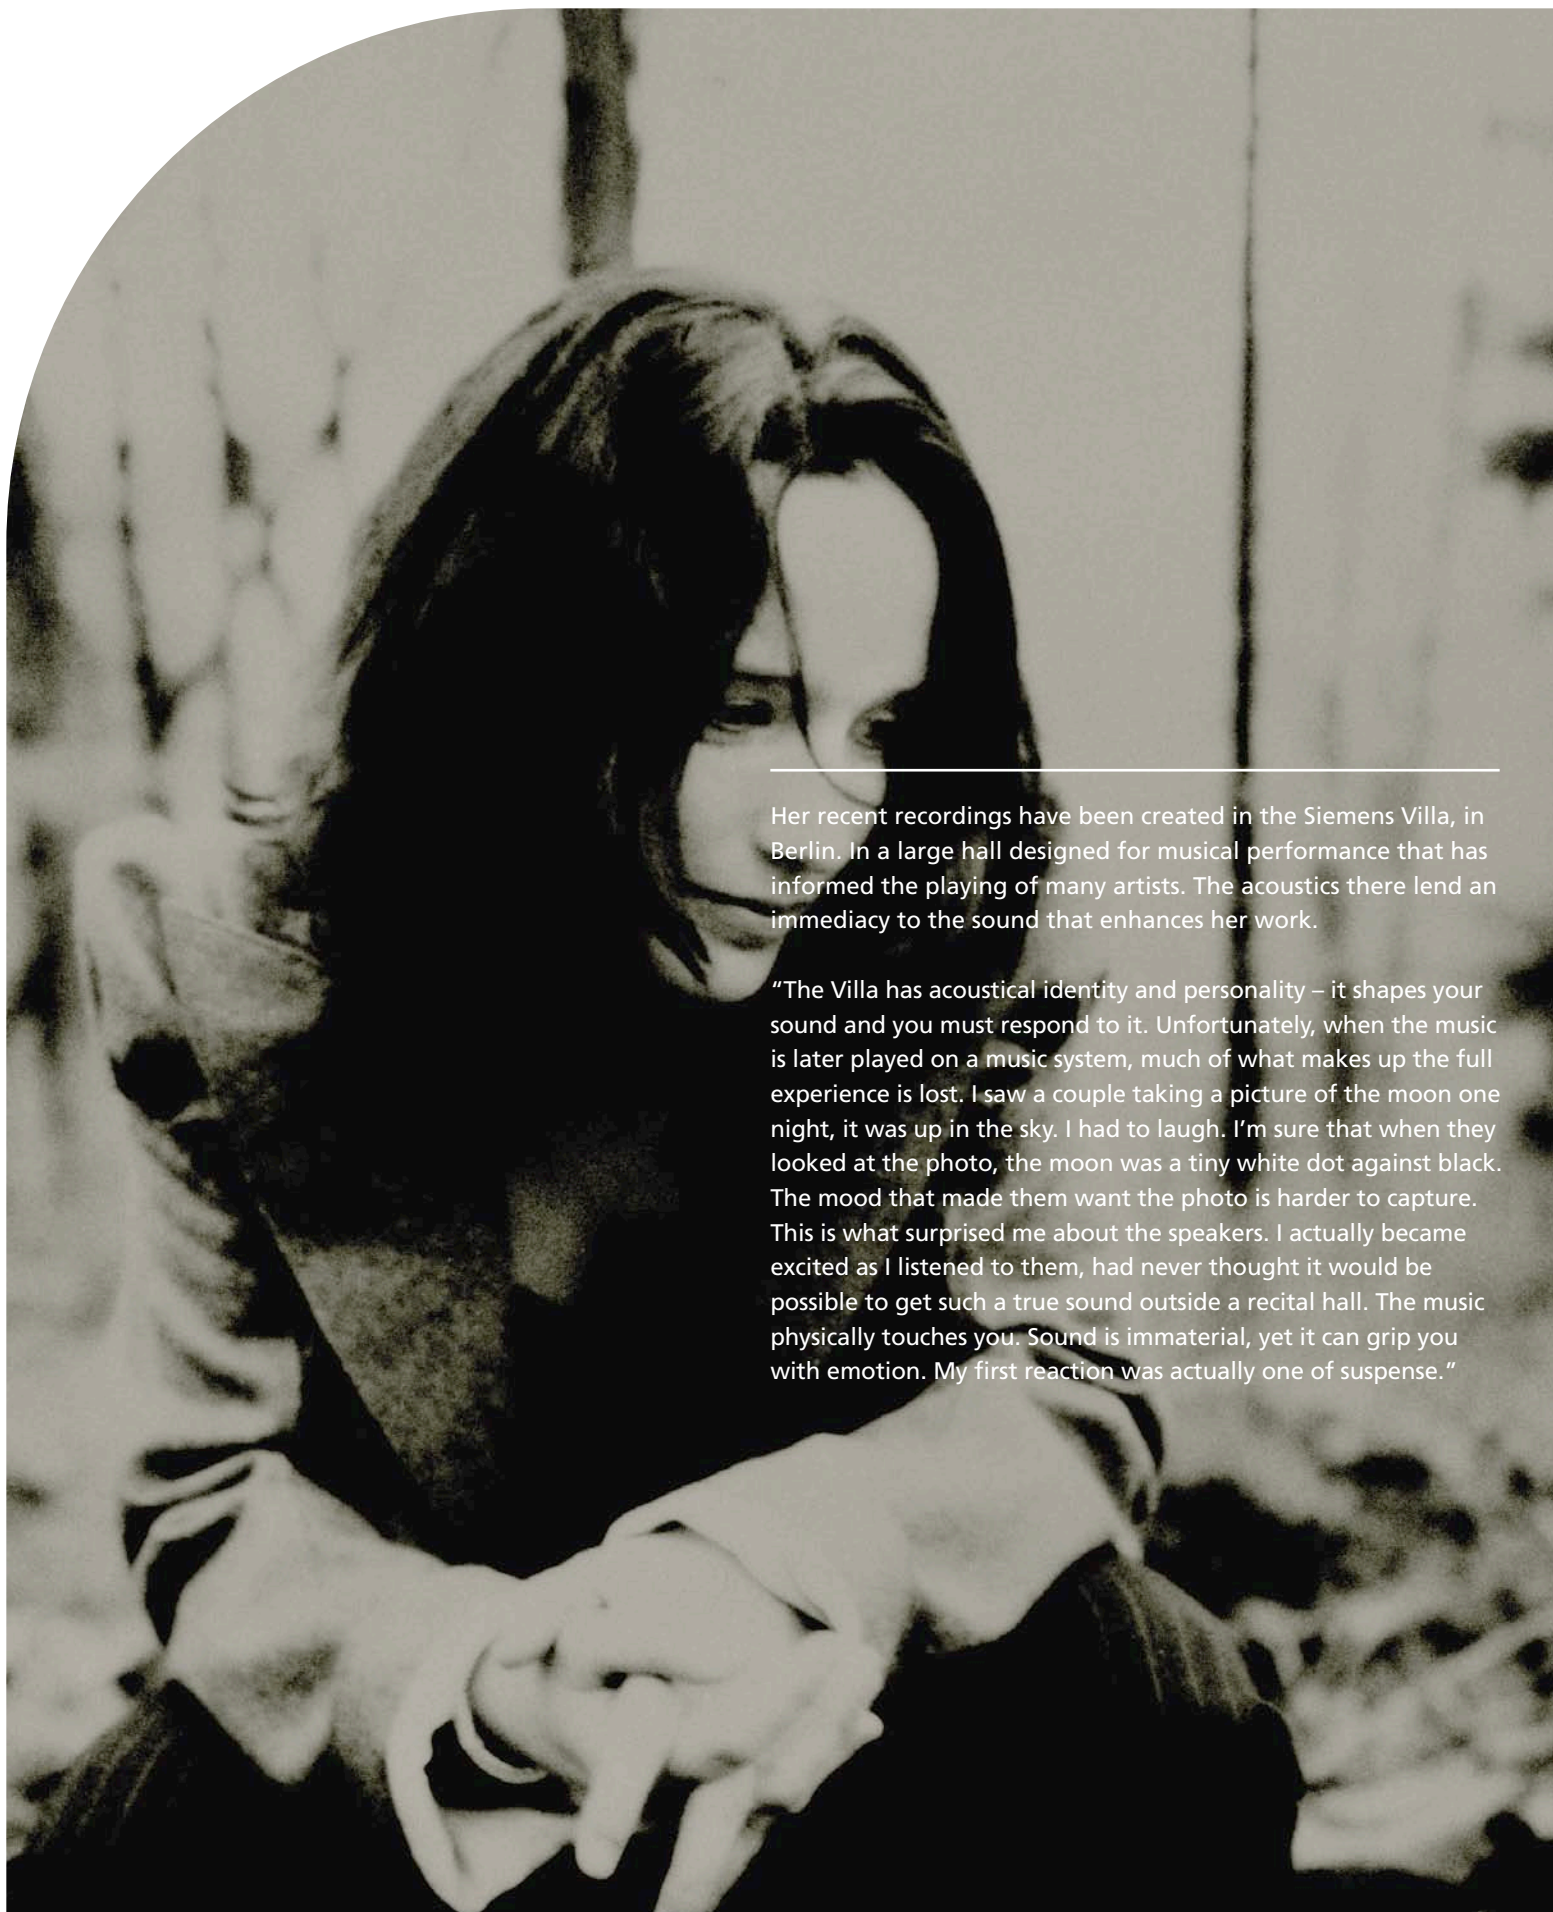 Her recent recordings have been created in the Siemens Villa, in
Berlin. In a large hall designed for musical performance that has
informed the playing of many artists. The acoustics there lend an
immediacy to the sound that enhances her work.
“The Villa has acoustical identity and personality – it shapes your
sound and you must respond to it. Unfortunately, when the music
is later played on a music system, much of what makes up the full
experience is lost. I saw a couple taking a picture of the moon one
night, it was up in the sky. I had to laugh. I’m sure that when they
looked at the photo, the moon was a tiny white dot against black.
The mood that made them want the photo is harder to capture.
This is what surprised me about the speakers. I actually became
excited as I listened to them, had never thought it would be
possible to get such a true sound outside a recital hall. The music
physically touches you. Sound is immaterial, yet it can grip you
with emotion. My first reaction was actually one of suspense.”